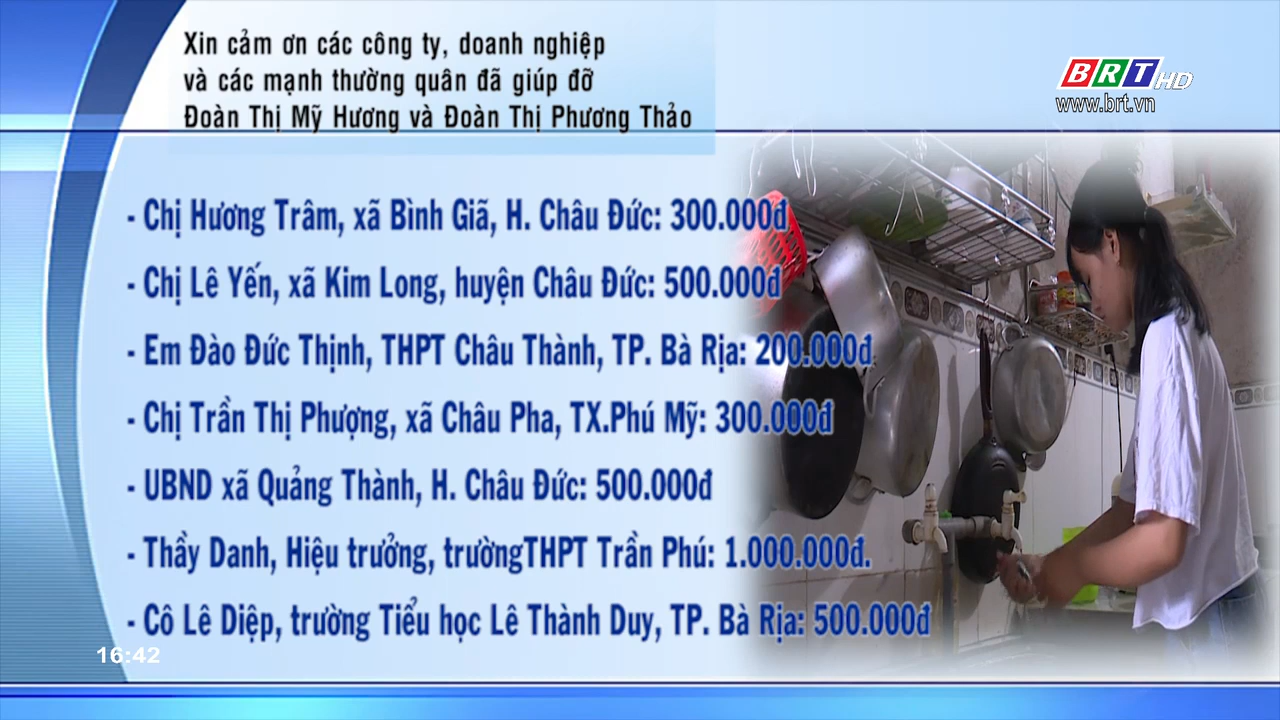 Xin cảm ơn các công ty, doanh nghiệp
và các mạnh thường quân đã giúp đỡ
Đoàn Thị Mỹ Hương và Đoàn Thị Phương Thảo
BRT HD
www.brt.vn
- Chị Hương Trâm, xã Bình Giã, H. Châu Đức: 300.000đ
- Chị Lê Yến, xã Kim Long, huyện Châu Đức: 500.000đ
- Em Đào Đức Thịnh, THPT Châu Thành, TP. Bà Rịa: 200.000đ
- Chị Trần Thị Phượng, xã Châu Pha, TX.Phú Mỹ: 300.000đ
- UBND xã Quảng Thành, H. Châu Đức: 500.000đ
- Thầy Danh, Hiệu trưởng, trườngTHPT Trần Phú: 1.000.000đ.
- Cô Lê Diệp, trường Tiểu học Lê Thành Duy, TP. Bà Rịa: 500.000đ
16:42